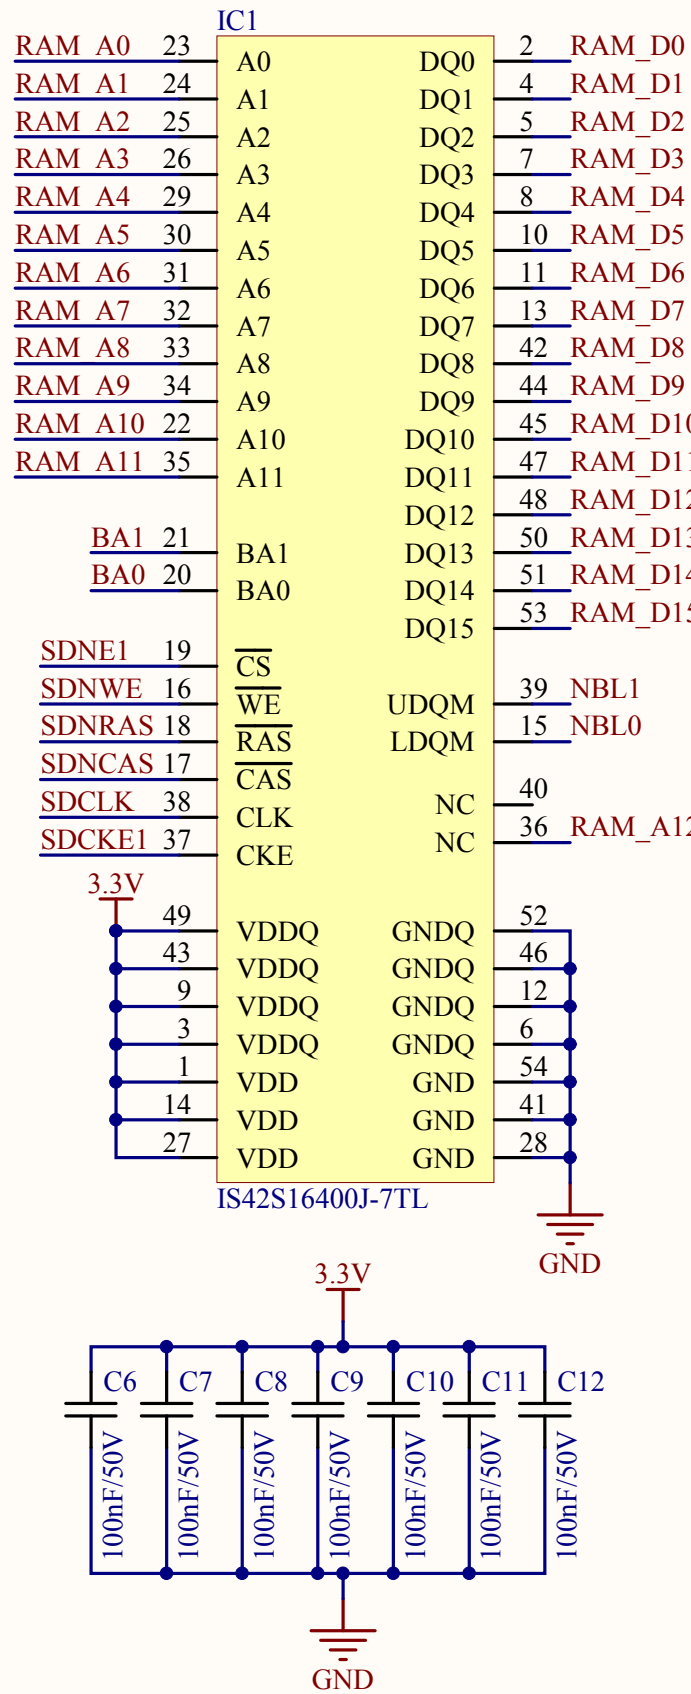 IC1
RAM_A0 23 A0 DQ0 2 RAM_D0
RAM_A1 24 A1 DQ1 4 RAM_D1
RAM_A2 25 A2 DQ2 5 RAM_D2
RAM_A3 26 A3 DQ3 7 RAM_D3
RAM_A4 29 A4 DQ4 8 RAM_D4
RAM_A5 30 A5 DQ5 10 RAM_D5
RAM_A6 31 A6 DQ6 11 RAM_D6
RAM_A7 32 A7 DQ7 13 RAM_D7
RAM_A8 33 A8 DQ8 42 RAM_D8
RAM_A9 34 A9 DQ9 44 RAM_D9
RAM_A10 22 A10 DQ10 45 RAM_D10
RAM_A11 35 A11 DQ11 47 RAM_D11
DQ12 48 RAM_D12
BA1 21 BA1 DQ13 50 RAM_D13
BA0 20 BA0 DQ14 51 RAM_D14
DQ15 53 RAM_D15
SDNE1 19 CS
SDNWE 16 WE UDQM 39 NBL1
SDNRAS 18 RAS LDQM 15 NBL0
SDNCAS 17 CAS
SDCLK 38 CLK NC 40
SDCKE1 37 CKE NC 36 RAM_A12
3.3V
49 VDDQ GNDQ 52
43 VDDQ GNDQ 46
9 VDDQ GNDQ 12
3 VDDQ GNDQ 6
1 VDD GND 54
14 VDD GND 41
27 VDD GND 28
IS42S16400J-7TL
GND
3.3V
C6 C7 C8 C9 C10 C11 C12
100nF/50V 100nF/50V 100nF/50V 100nF/50V 100nF/50V 100nF/50V 100nF/50V
GND